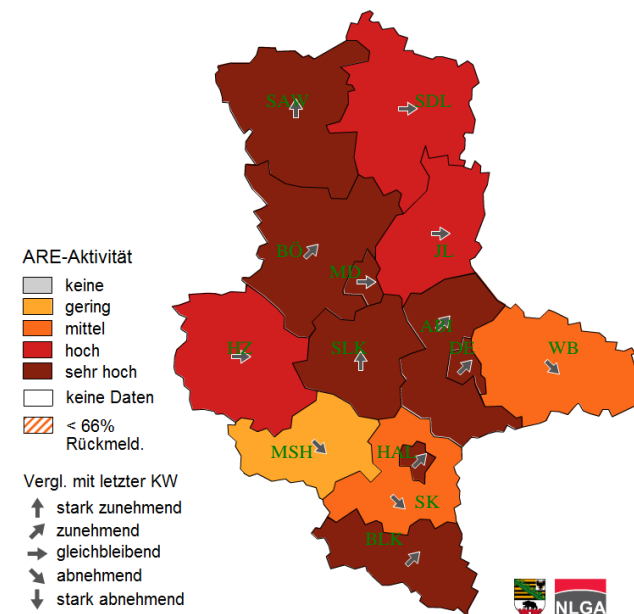 SAW
SDL
BÖ
MD
JL
ARE-Aktivität
keine
gering
mittel
hoch
sehr hoch
keine Daten
< 66%
Rückmeld.
HZ
SLK
ABI
DE
WB
MSH
HAL
SK
BLK
Vergl. mit letzter KW
stark zunehmend
zunehmend
gleichbleibend
abnehmend
stark abnehmend
NLGA